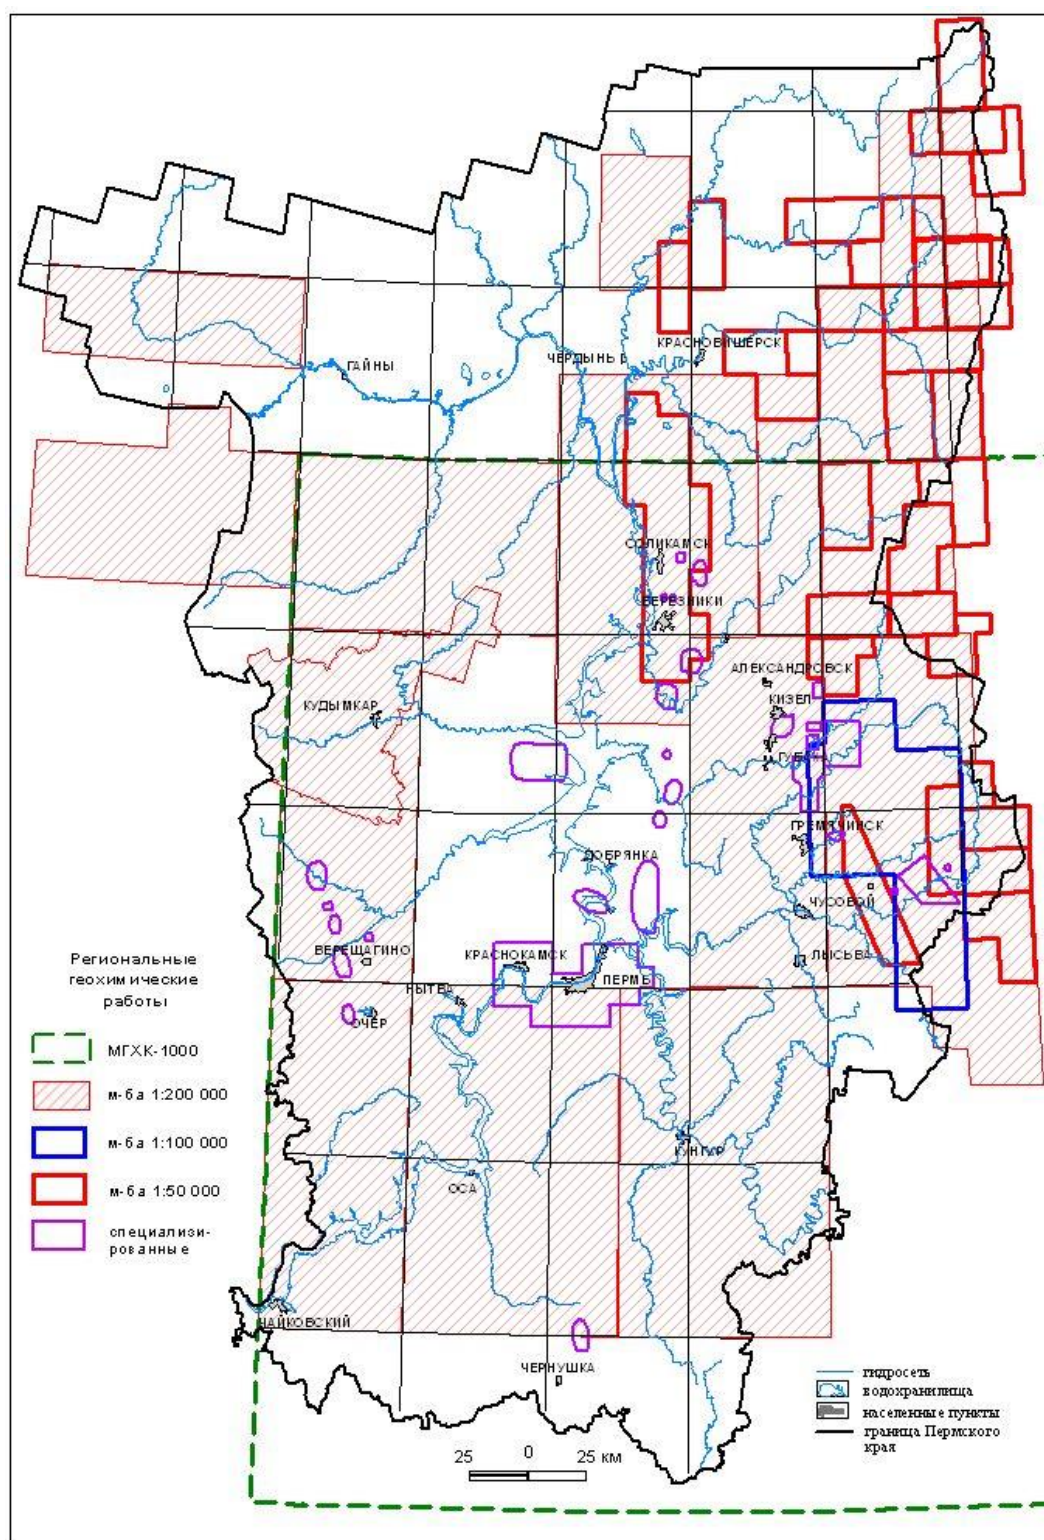 КРАСНОВИШЕРСК
ЧЕРДЫНЬ
ГАЙНЫ
СОЛИКАМСК
БЕРЕЗНИКИ
АЛЕКСАНДРОВСК
КИЗЕЛ
КУДЫМКАР
ГРЕМЯЧИНСК
ДОБРЯНКА
ЧУСОВОЙ
ВЕРЕЩАГИНО
КРАСНОКАМСК
ЛЫСЬВА
ПЕРМЬ
НЫТВА
ОЧЕР
Региональные
геохимические
работы
МГХК-1000
м-ба 1:200 000
м-ба 1:100 000
м-ба 1:50 000
специализи-
рованные
КУНГУР
ОСА
ЧАЙКОВСКИЙ
ЧЕРНУШКА
гидросеть
водохранилища
населенные пункты
граница Пермского
края
25 0 25 км